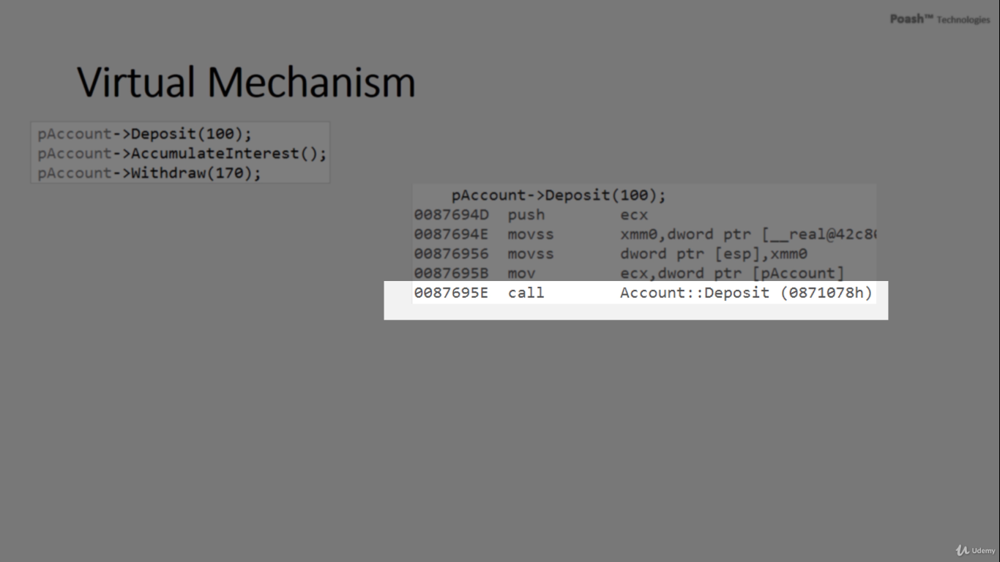 Poash™ Technologies
Virtual Mechanism
pAccount->Deposit(100);
pAccount->AccumulateInterest();
pAccount->Withdraw(170);
pAccount->Deposit(100);
0087694D push ecx
0087694E movss xmm0,dword ptr [__real@42c8
00876956 movss dword ptr [esp],xmm0
0087695B mov ecx,dword ptr [pAccount]
0087695E call Account::Deposit (0871078h)
Udemy